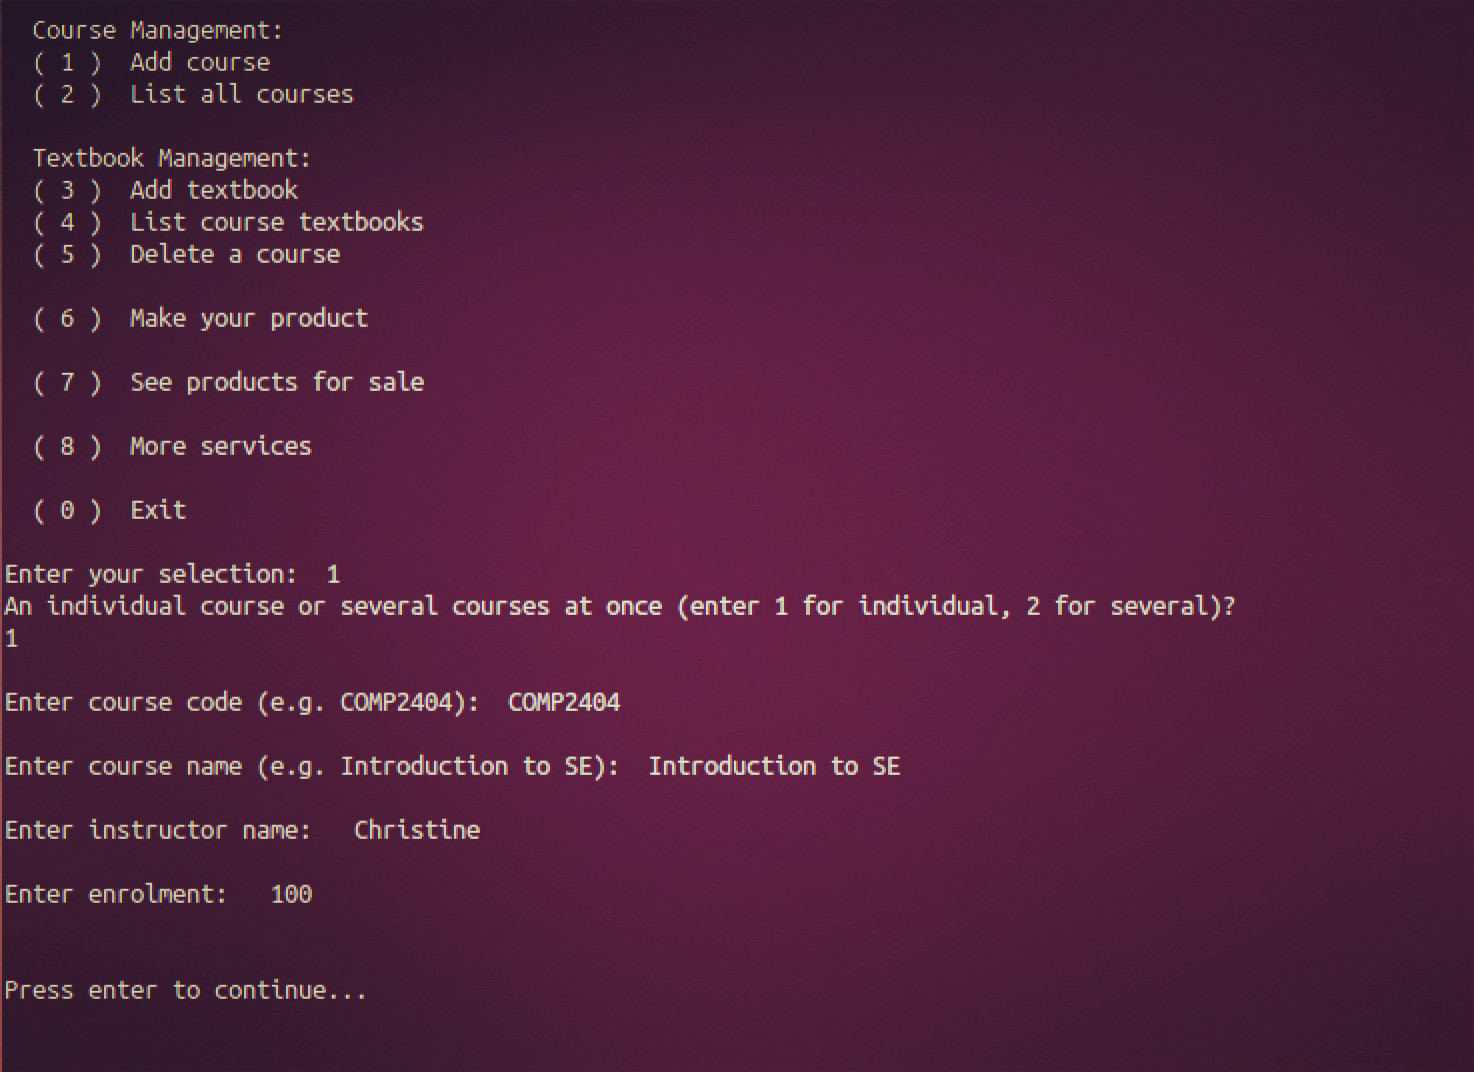 Course Management:
( 1 )  Add course
( 2 )  List all courses
Textbook Management:
( 3 )  Add textbook
( 4 )  List course textbooks
( 5 )  Delete a course
( 6 )  Make your product
( 7 )  See products for sale
( 8 )  More services
( 0 )  Exit
Enter your selection:  1
An individual course or several courses at once (enter 1 for individual, 2 for several)?
1
Enter course code (e.g. COMP2404):  COMP2404
Enter course name (e.g. Introduction to SE):  Introduction to SE
Enter instructor name:   Christine
Enter enrolment:   100
Press enter to continue...